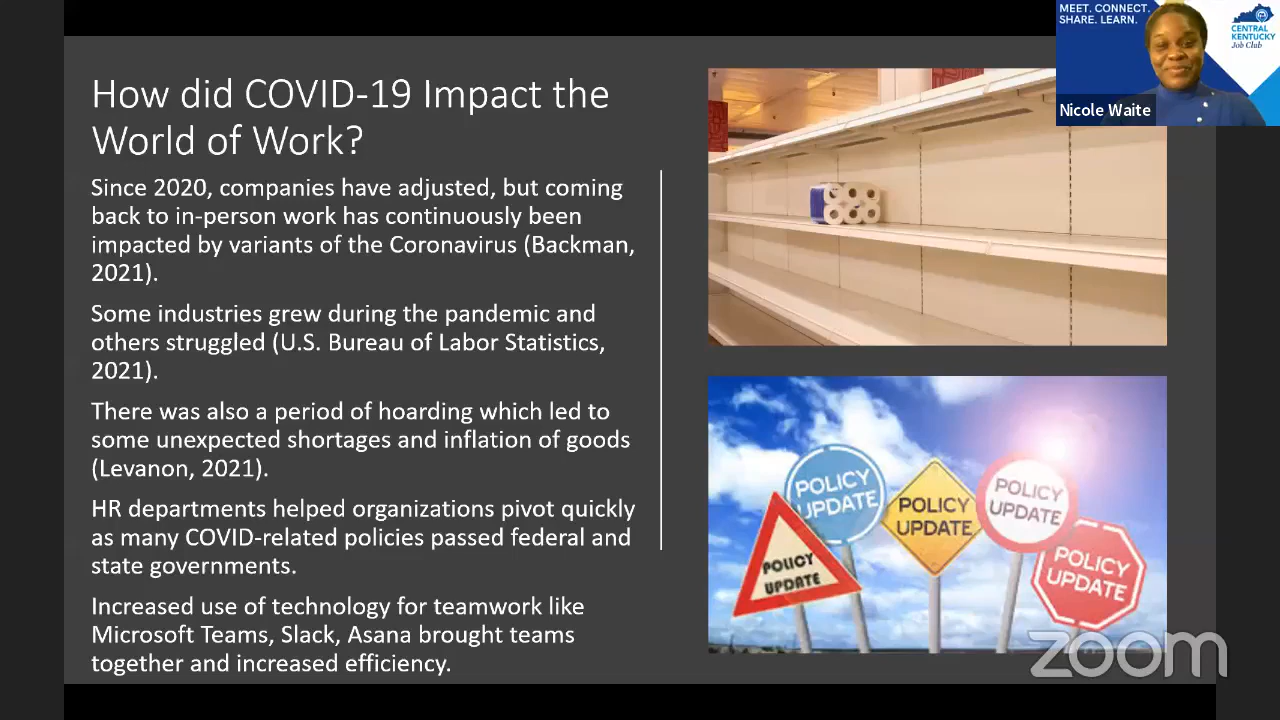 How did COVID-19 Impact the
World of Work?
Since 2020, companies have adjusted, but coming
back to in-person work has continuously been
impacted by variants of the Coronavirus (Backman,
2021).
Some industries grew during the pandemic and
others struggled (U.S. Bureau of Labor Statistics,
2021).
There was also a period of hoarding which led to
some unexpected shortages and inflation of goods
(Levanon, 2021).
HR departments helped organizations pivot quickly
as many COVID-related policies passed federal and
state governments.
Increased use of technology for teamwork like
Microsoft Teams, Slack, Asana brought teams
together and increased efficiency.
MEET. CONNECT.
SHARE. LEARN.
CENTRAL
KENTUCKY
Job Club
Nicole Waite
POLICY
UPDATE
POLICY
UPDATE
POLICY
UPDATE
POLICY
UPDATE
POLICY
UPDATE
zoom